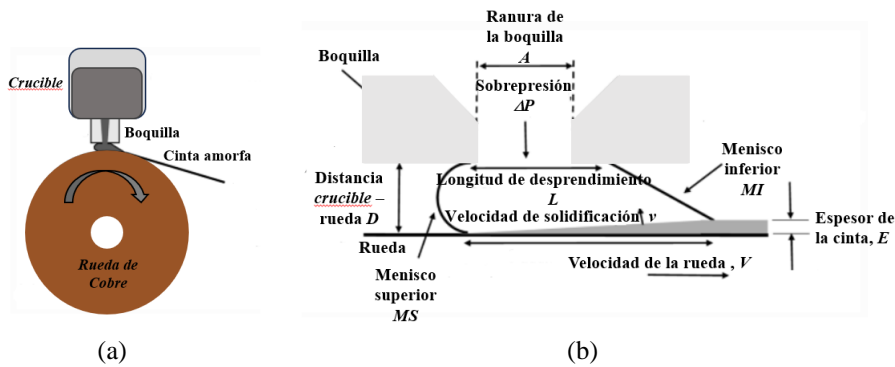 Crucible
Boquilla
Cinta amorfa
Rueda de
Cobre
(a)
Ranura de
la boquilla
A
Boquilla
Sobrepresión
ΔP
Menisco
inferior
MI
Distancia
crucible –
rueda D
Longitud de desprendimiento
L
Velocidad de solidificación v
Espesor de
la cinta, E
Rueda
Velocidad de la rueda , V
Menisco
superior
MS
(b)